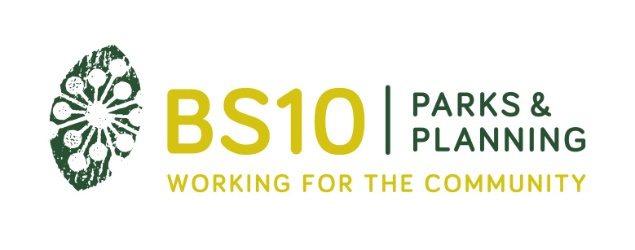 BS10
PARKS &
PLANNING
WORKING FOR THE COMMUNITY